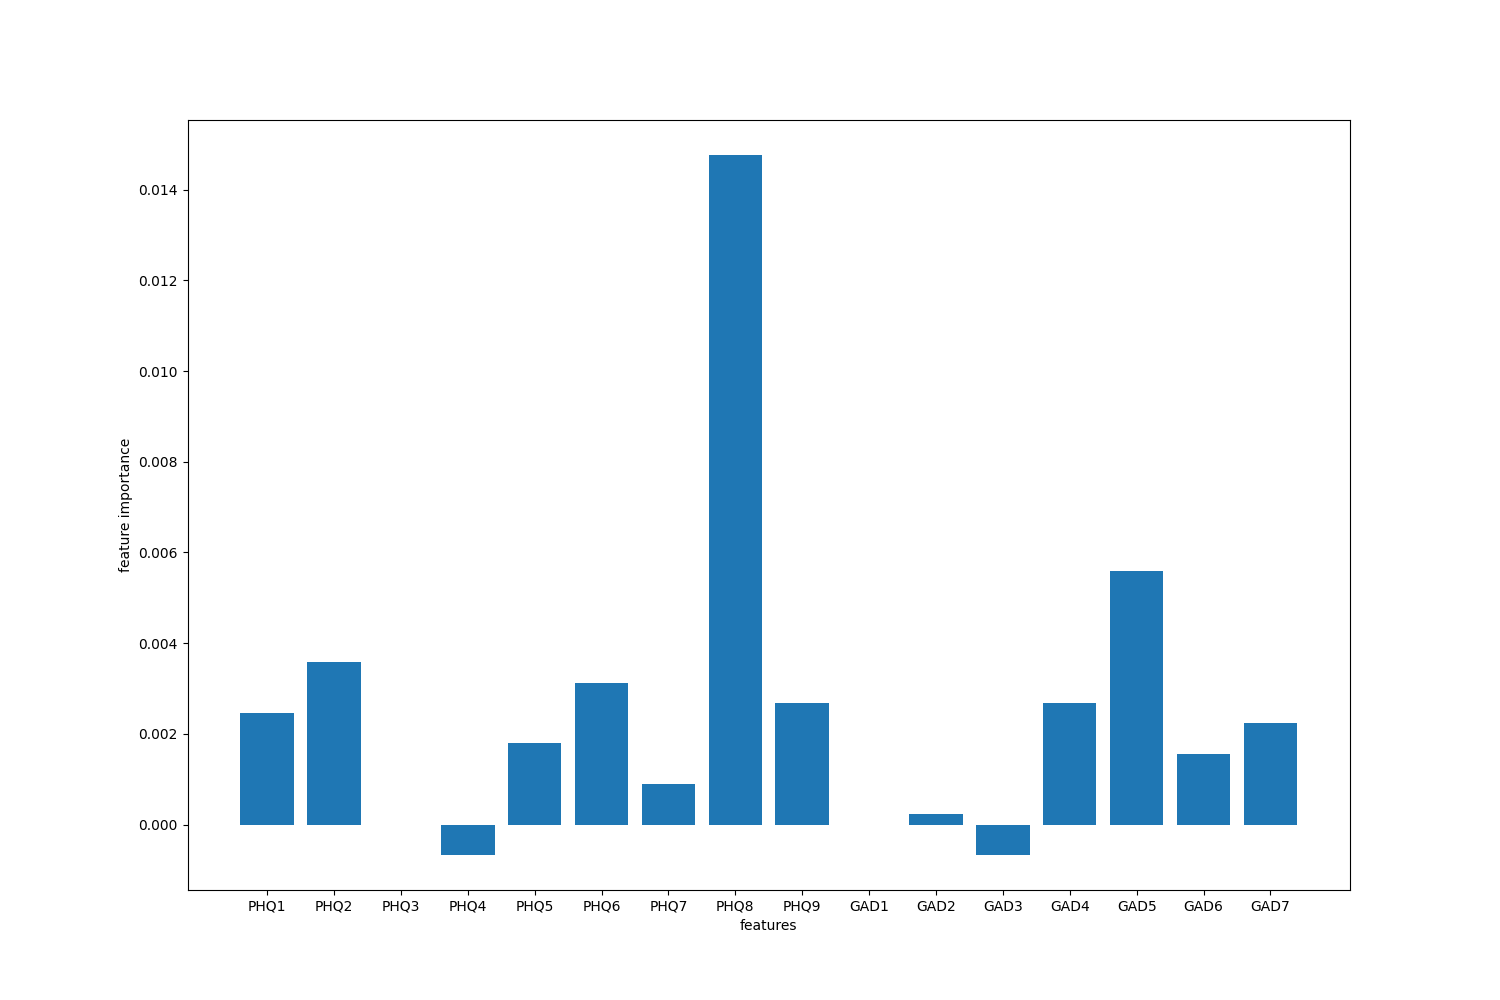 feature importance
0.014
0.012
0.010
0.008
0.006
0.004
0.002
0.000
PHQ1 PHQ2 PHQ3 PHQ4 PHQ5 PHQ6 PHQ7 PHQ8 PHQ9 GAD1 GAD2 GAD3 GAD4 GAD5 GAD6 GAD7
features